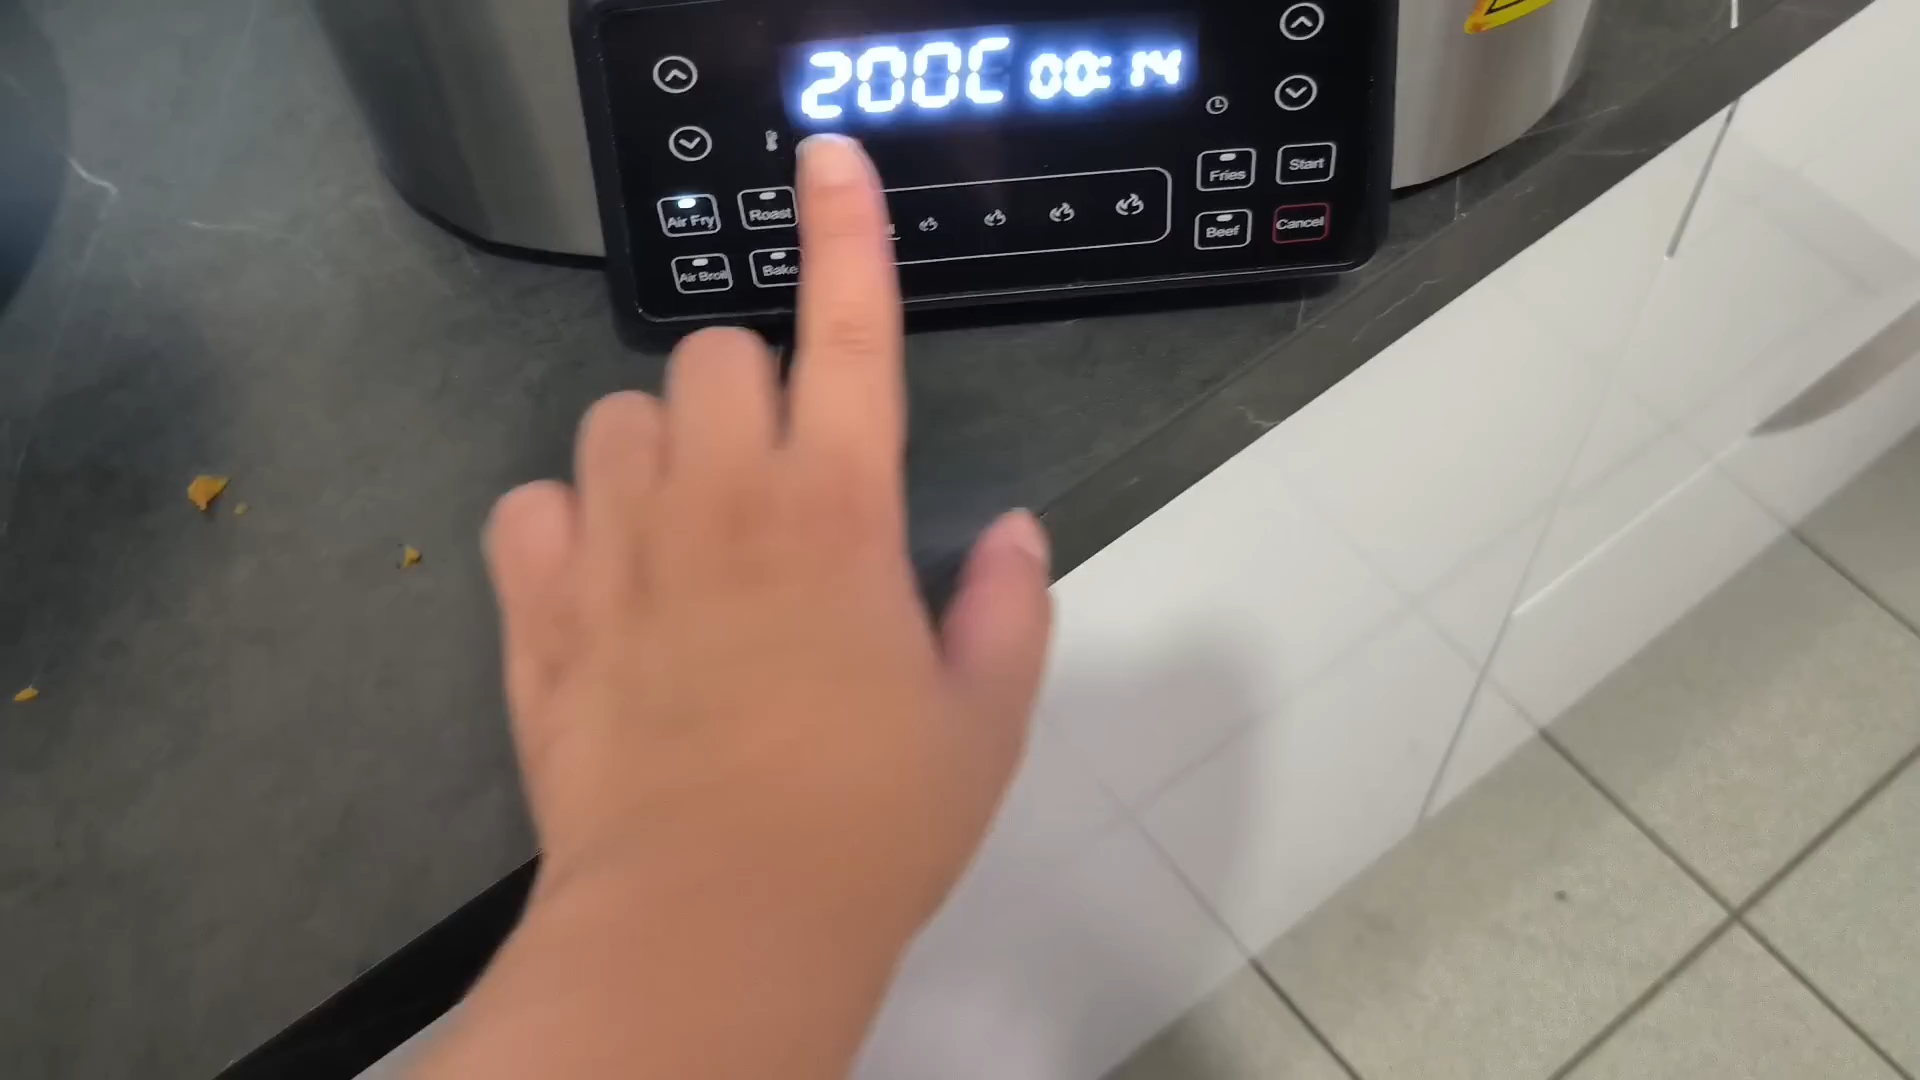 200C 00:14
Fries
Start
Air Fry
Roast
Beef
Cancel
Air Broil
Bake